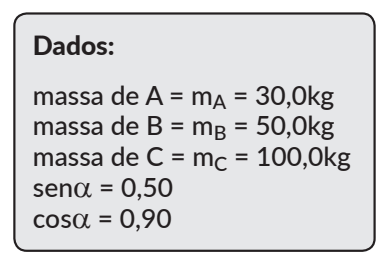 Dados:
massa de A = mA = 30,0kg
massa de B = mB = 50,0kg
massa de C = mC = 100,0kg
senα = 0,50
cosα = 0,90